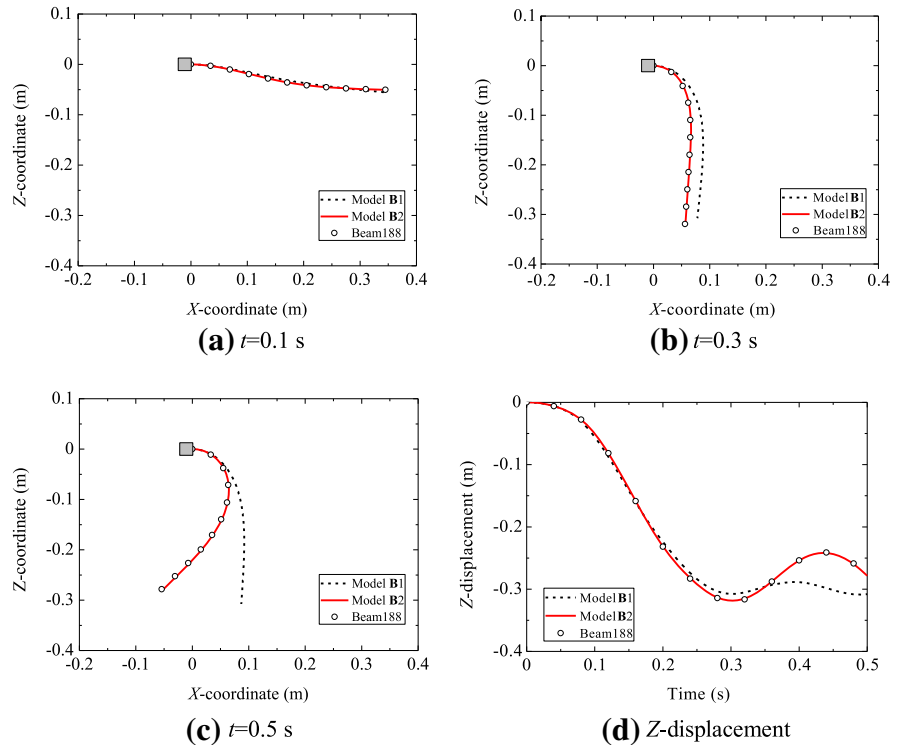 0.1
0
-0.1
-0.2
-0.3
-0.4
Z-coordinate (m)
-0.2 -0.1 0 0.1 0.2 0.3 0.4
X-coordinate (m)
Model B1
Model B2
Beam188
(a) t=0.1 s
0.1
0
-0.1
-0.2
-0.3
-0.4
Z-coordinate (m)
-0.2 -0.1 0 0.1 0.2 0.3 0.4
X-coordinate (m)
Model B1
Model B2
Beam188
(b) t=0.3 s
0.1
0
-0.1
-0.2
-0.3
-0.4
Z-coordinate (m)
-0.2 -0.1 0 0.1 0.2 0.3 0.4
X-coordinate (m)
Model B1
Model B2
Beam188
(c) t=0.5 s
0
-0.1
-0.2
-0.3
-0.4
Z-displacement (m)
0 0.1 0.2 0.3 0.4 0.5
Time (s)
Model B1
Model B2
Beam188
(d) Z-displacement